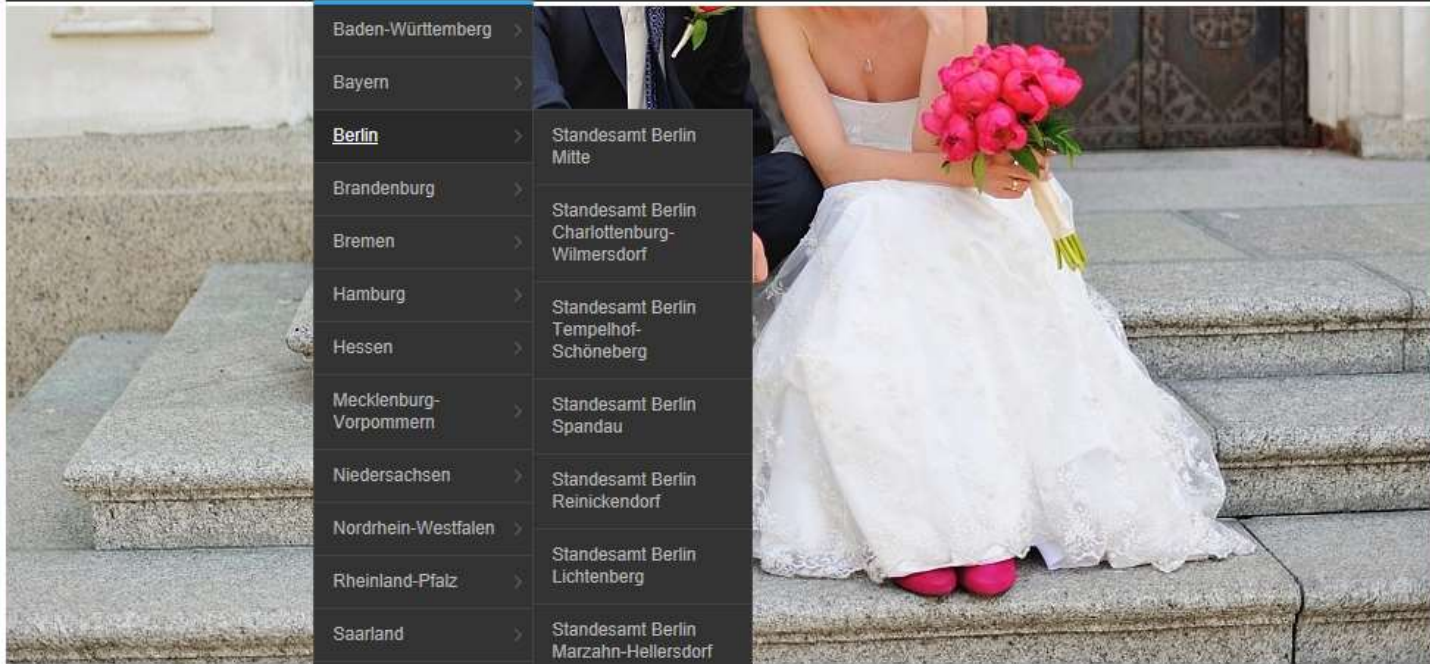 Baden-Württemberg
Bayern
Berlin
Brandenburg
Bremen
Hamburg
Hessen
Mecklenburg-
Vorpommern
Niedersachsen
Nordrhein-Westfalen
Rheinland-Pfalz
Saarland
Standesamt Berlin
Mitte
Standesamt Berlin
Charlottenburg-
Wilmersdorf
Standesamt Berlin
Tempelhof-
Schöneberg
Standesamt Berlin
Spandau
Standesamt Berlin
Reinickendorf
Standesamt Berlin
Lichtenberg
Standesamt Berlin
Marzahn-Hellersdorf